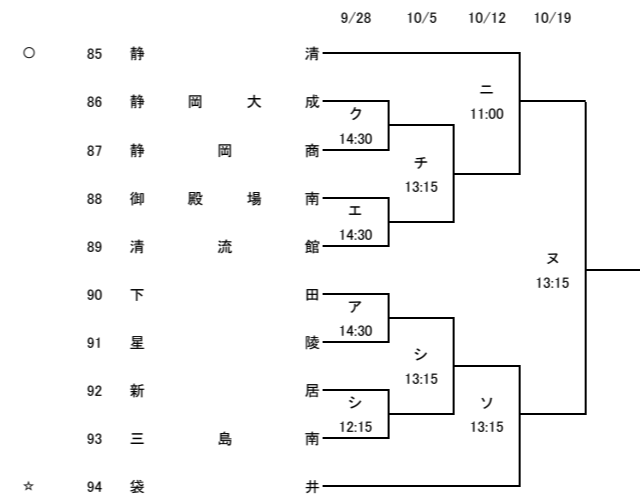 9/28 10/5 10/12 10/19
○ 85 静 清
86 静 岡 大 成
ニ
ク
11:00
14:30
87 静 岡 商
チ
13:15
88 御 殿 場 南
エ
14:30
89 清 流 館
ヌ
13:15
90 下 田
ア
14:30
91 星 陵
シ
13:15
92 新 居
シ
ソ
12:15
13:15
93 三 島 南
☆ 94 袋 井